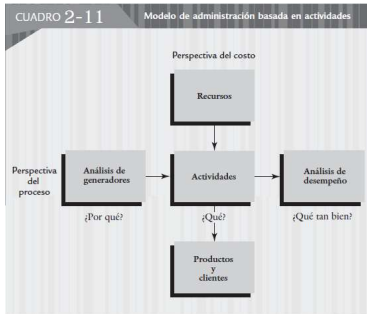 CUADRO 2-11
Modelo de administración basada en actividades
Perspectiva del costo
Recursos
Perspectiva
del
proceso
Análisis de
generadores
Actividades
Análisis de
desempeño
¿Por qué?
¿Qué?
¿Qué tan bien?
Productos
y
clientes